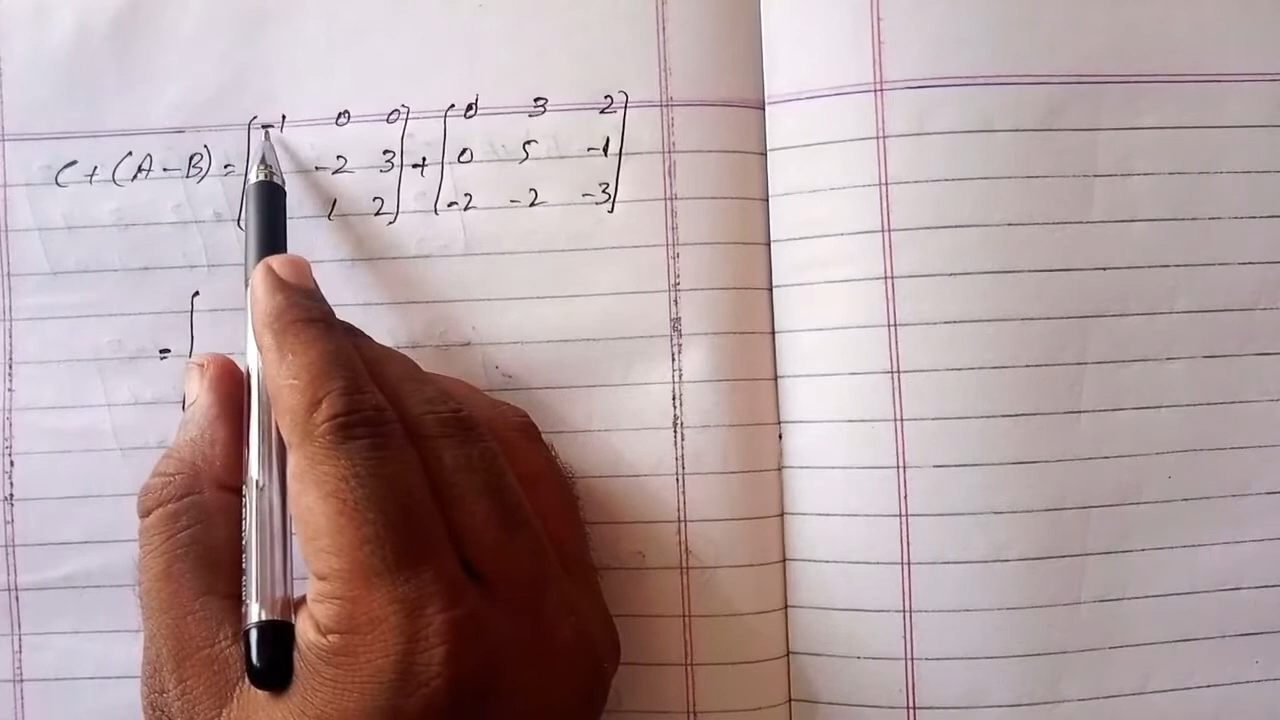 C + (A - B) = [ -1 0 0 ] + [ 0 3 2 ]
-2 3 0 5 -1
1 2 -2 -2 -3
= [